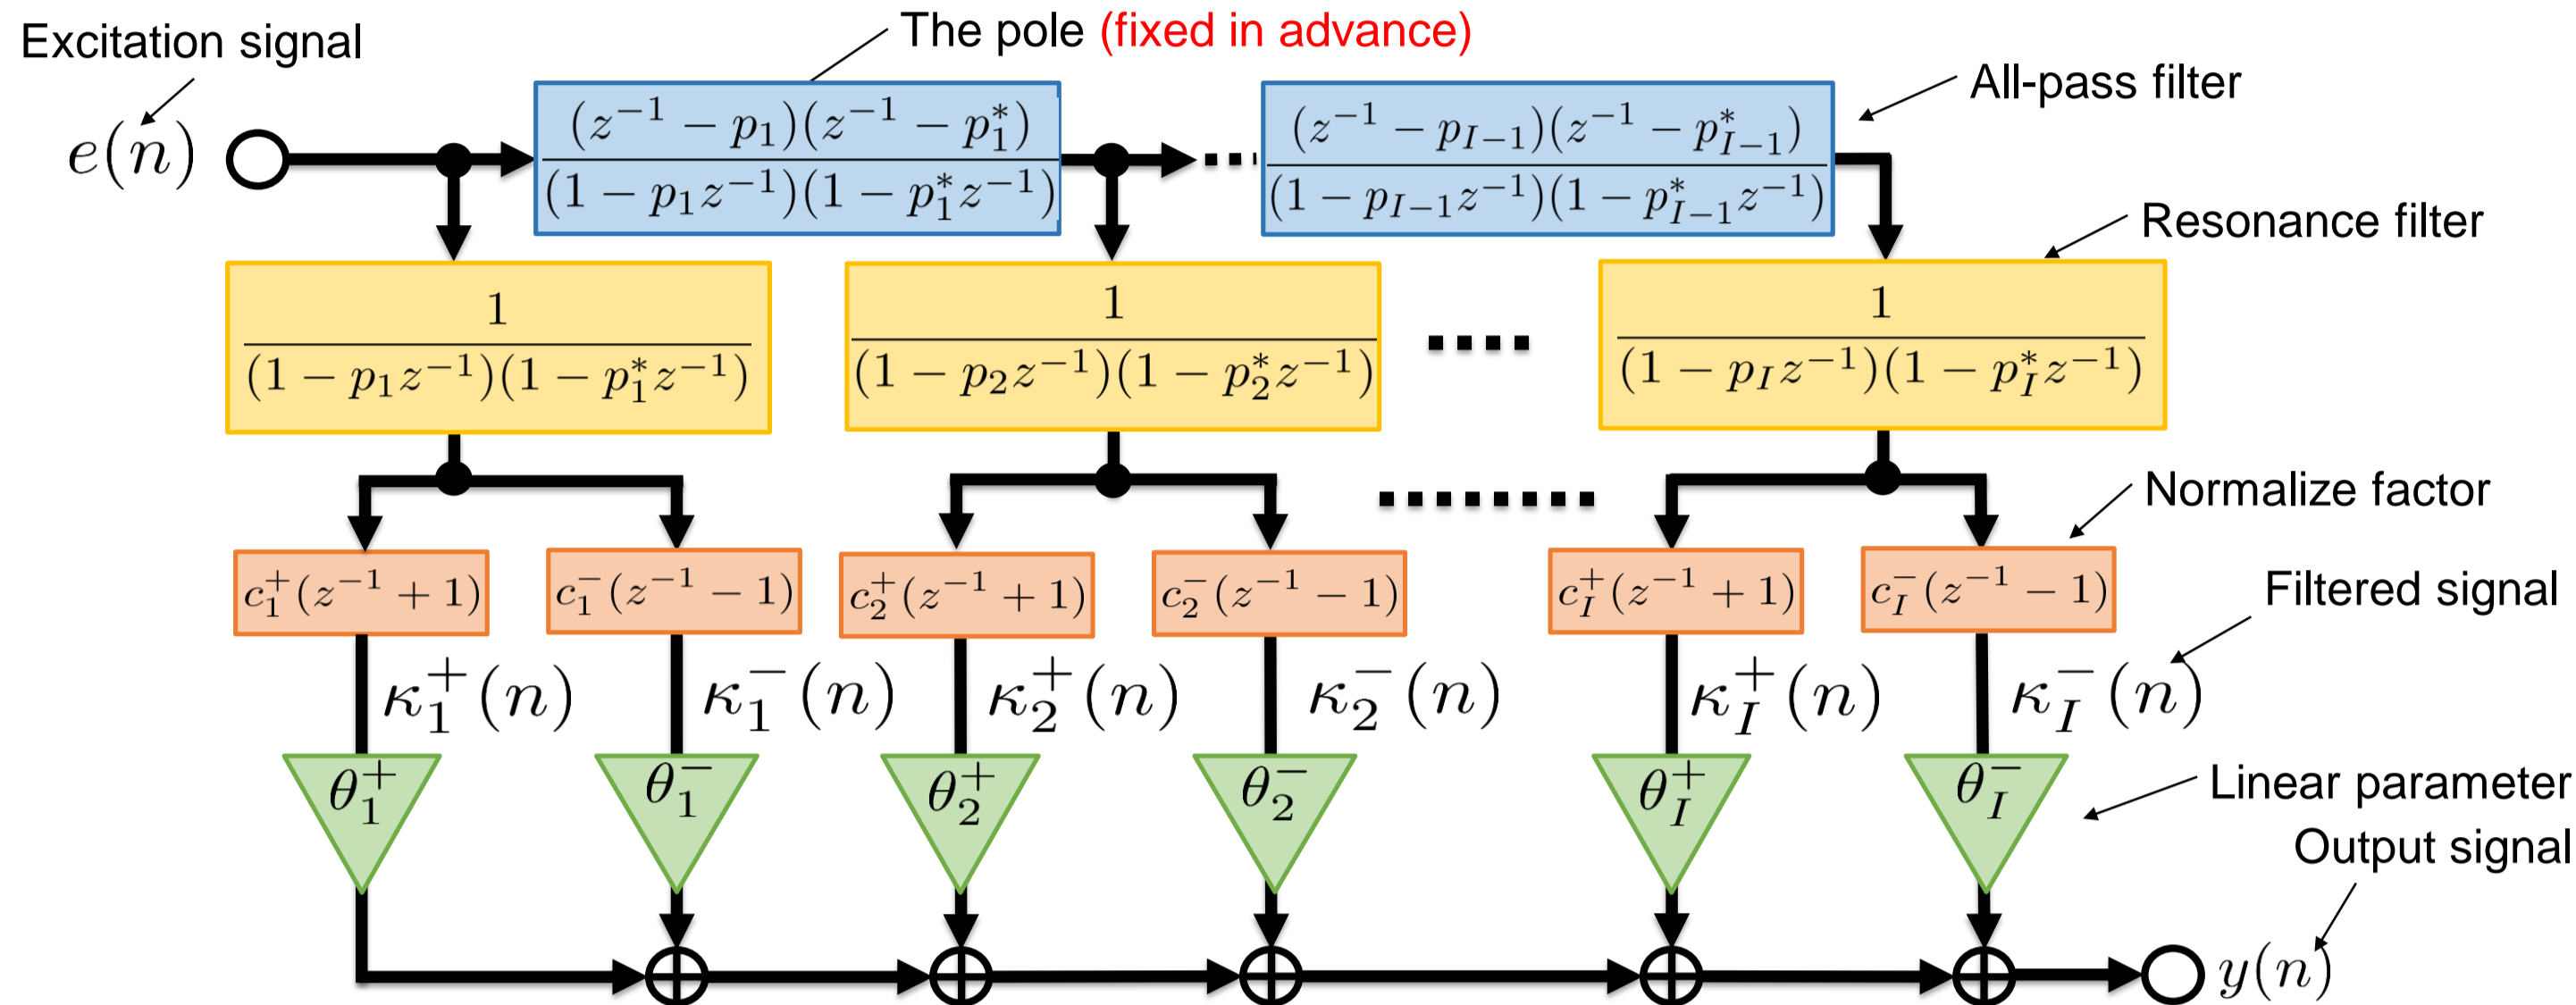 Excitation signal
The pole (fixed in advance)
All-pass filter
e(n)
(z^{-1} − p_1)(z^{-1} − p_1^*)
(1 − p_1 z^{-1})(1 − p_1^* z^{-1})
(z^{-1} − p_{I−1})(z^{-1} − p_{I−1}^*)
(1 − p_{I−1} z^{-1})(1 − p_{I−1}^* z^{-1})
Resonance filter
1
(1 − p_1 z^{-1})(1 − p_1^* z^{-1})
1
(1 − p_2 z^{-1})(1 − p_2^* z^{-1})
1
(1 − p_I z^{-1})(1 − p_I^* z^{-1})
Normalize factor
c_1^+(z^{-1} + 1)
c_1^-(z^{-1} − 1)
c_2^+(z^{-1} + 1)
c_2^-(z^{-1} − 1)
c_I^+(z^{-1} + 1)
c_I^-(z^{-1} − 1)
Filtered signal
κ_1^+(n)
κ_1^-(n)
κ_2^+(n)
κ_2^-(n)
κ_I^+(n)
κ_I^-(n)
θ_1^+
θ_1^-
θ_2^+
θ_2^-
θ_I^+
θ_I^-
Linear parameter
Output signal
y(n)